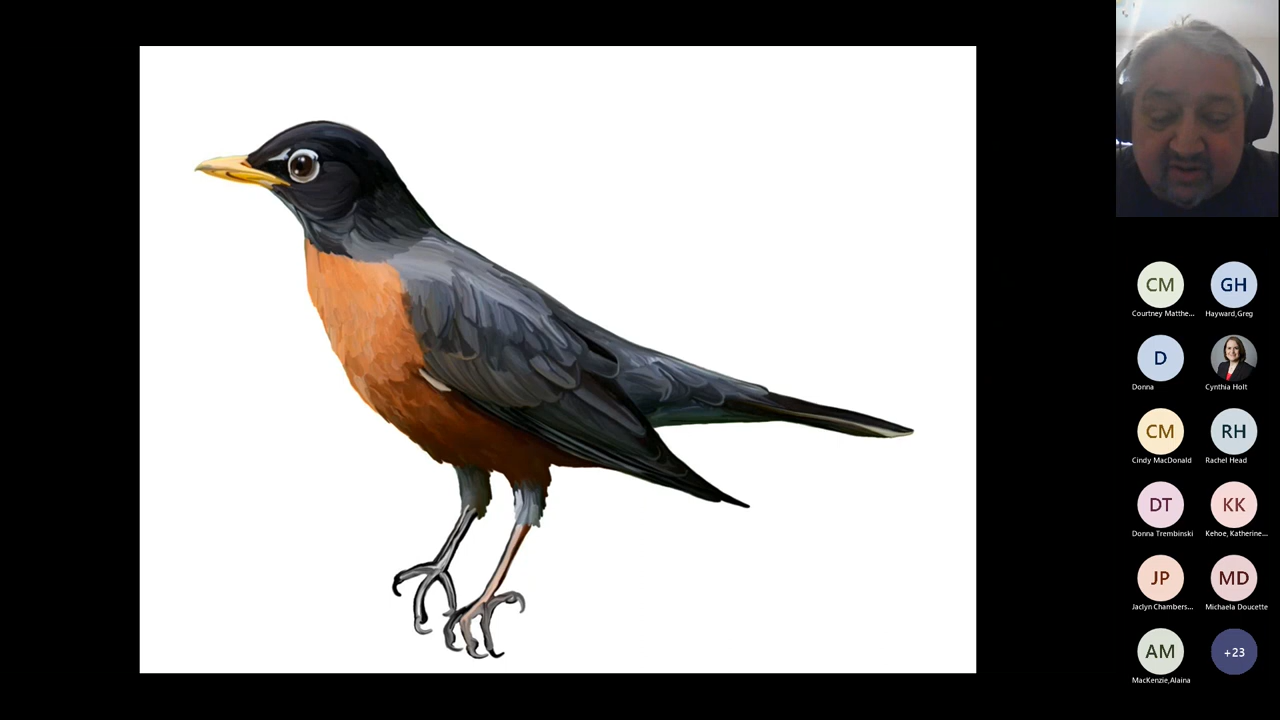 CM GH
Courtney Matthe... Hayward,Greg
D
Donna Cynthia Holt
CM RH
Cindy MacDonald Rachel Head
DT KK
Donna Trembinski Kehoe, Katherine...
JP MD
Jaclyn Chambers... Michaela Doucette
AM +23
MacKenzie,Alaina